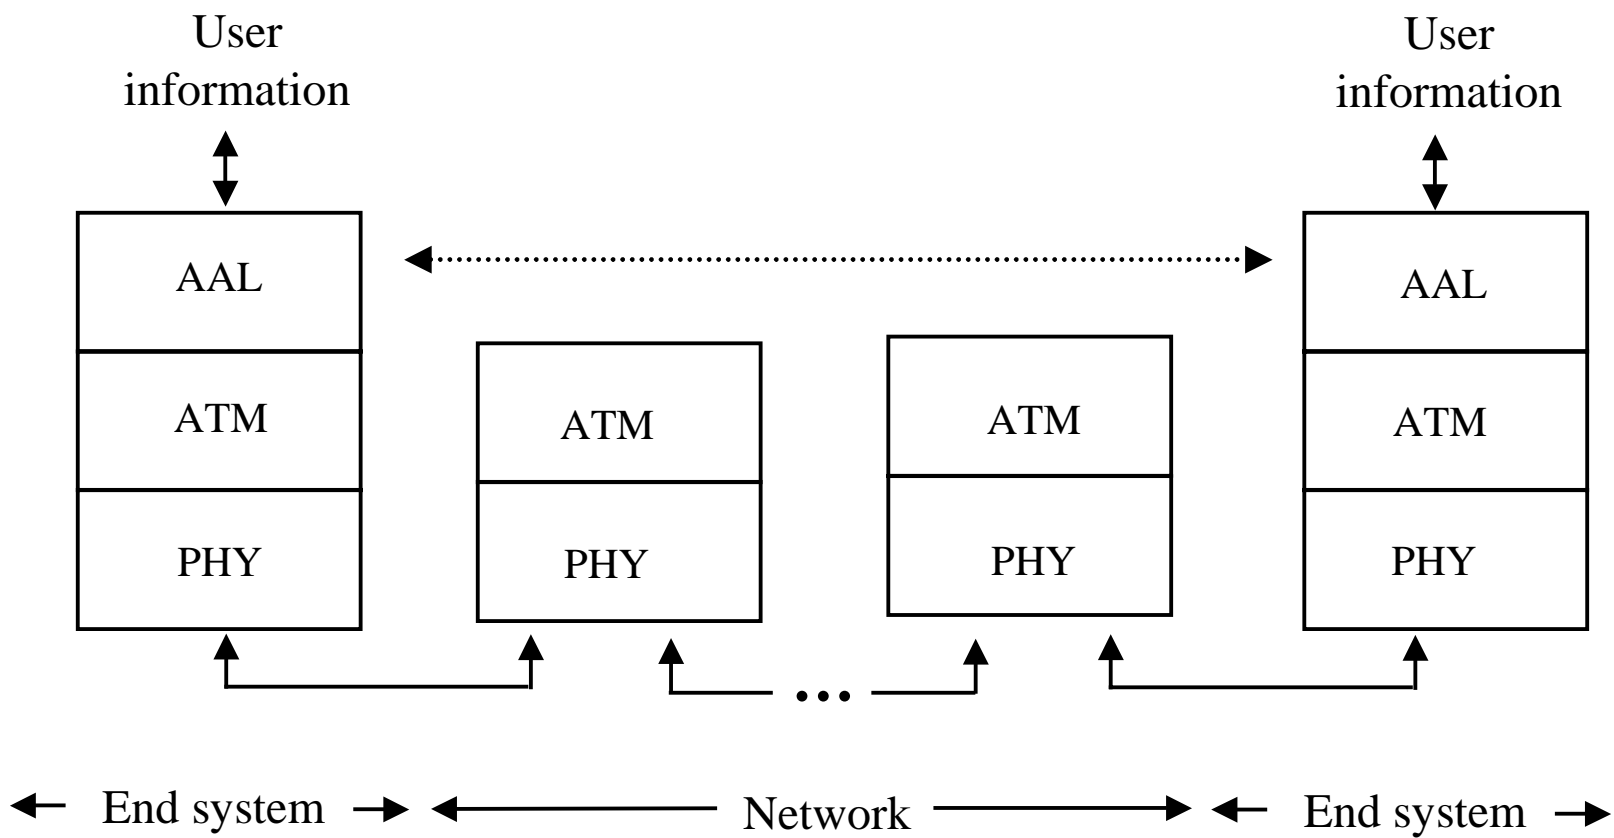 User
information
User
information
AAL
AAL
ATM
ATM
ATM
ATM
PHY
PHY
PHY
PHY
...
End system
Network
End system